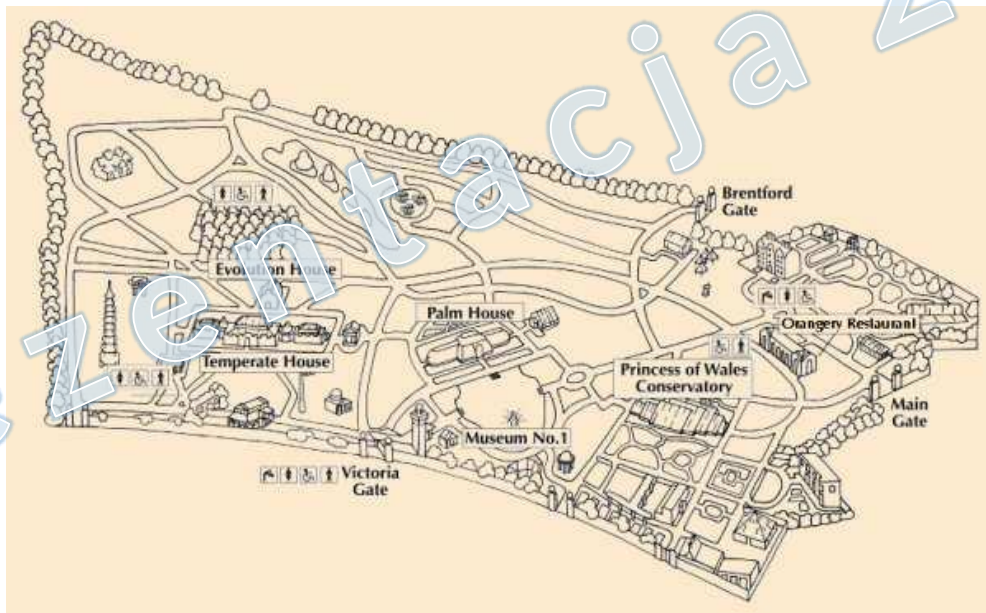 Brentford
Gate
Evolution House
Palm House
Orangery Restaurant
Temperate House
Princess of Wales
Conservatory
Main
Gate
Museum No.1
Victoria
Gate
zentacja z